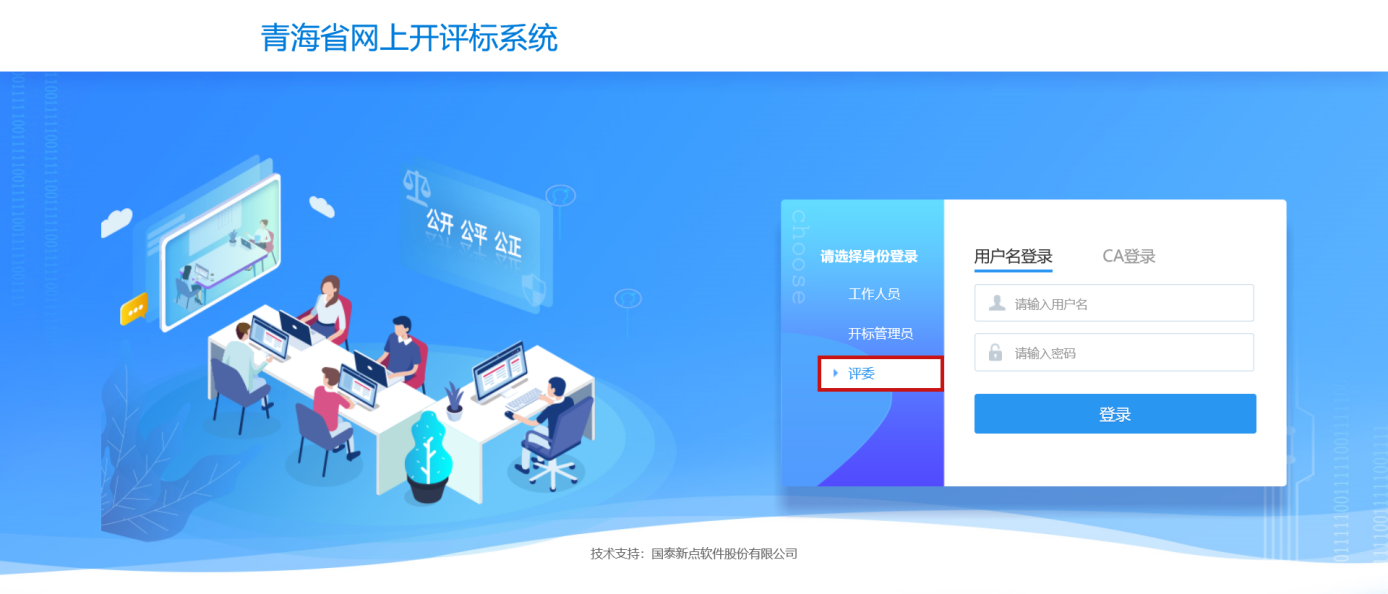 青海省网上开评标系统
公开 公平 公正
choose
请选择身份登录
工作人员
开标管理员
评委
用户名登录 CA登录
请输入用户名
请输入密码
登录
技术支持：国泰新点软件股份有限公司